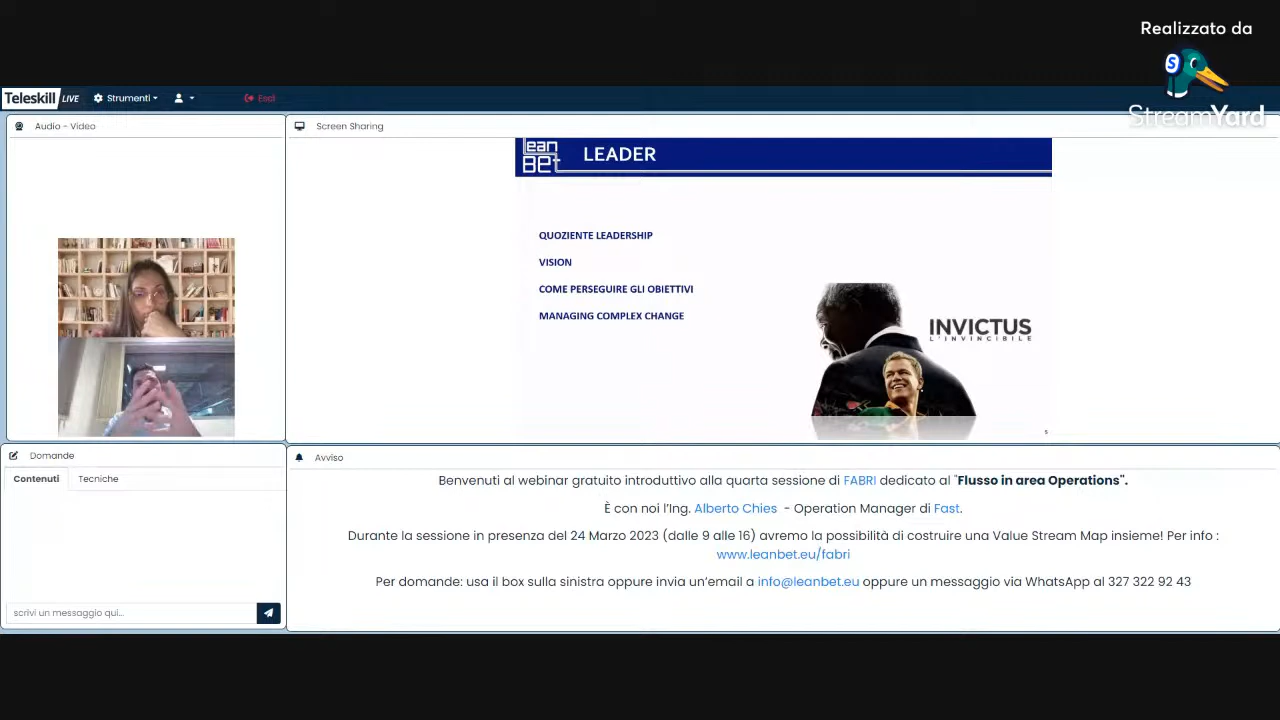 Realizzato da
StreamYard
Teleskill LIVE Strumenti Esci
Audio - Video
Screen Sharing
lean BET LEADER
QUOZIENTE LEADERSHIP
VISION
COME PERSEGUIRE GLI OBIETTIVI
MANAGING COMPLEX CHANGE
INVICTUS
L'INVINCIBILE
5
Domande
Contenuti Tecniche
scrivi un messaggio qui...
Avviso
Benvenuti al webinar gratuito introduttivo alla quarta sessione di FABRI dedicato al "Flusso in area Operations".
È con noi l'Ing. Alberto Chies - Operation Manager di Fast.
Durante la sessione in presenza del 24 Marzo 2023 (dalle 9 alle 16) avremo la possibilità di costruire una Value Stream Map insieme! Per info :
www.leanbet.eu/fabri
Per domande: usa il box sulla sinistra oppure invia un'email a info@leanbet.eu oppure un messaggio via WhatsApp al 327 322 92 43